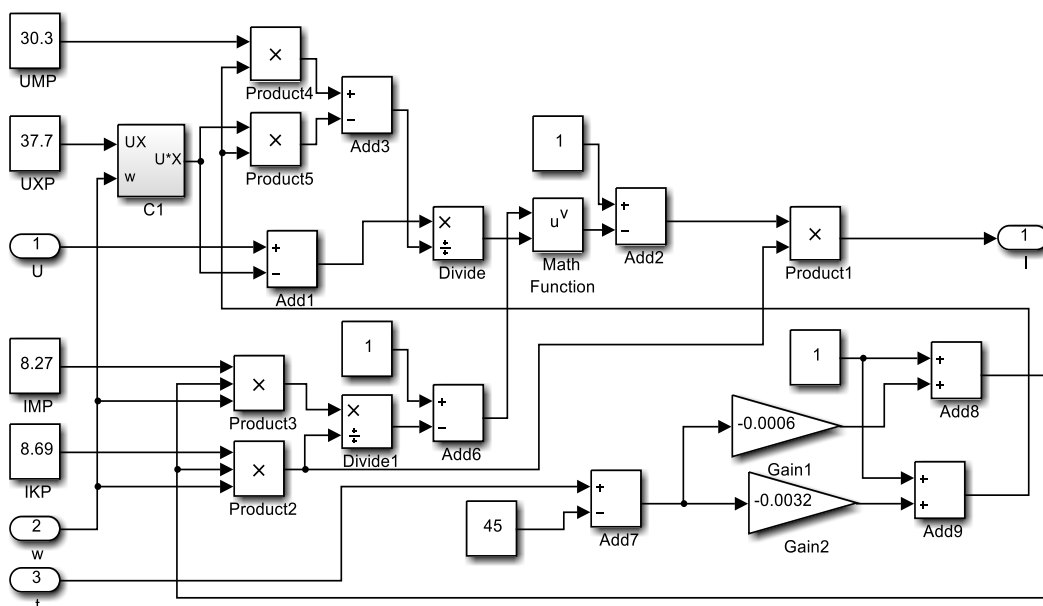 30.3
UMP
×
Product4
+
−
Add3
37.7
UXP
UX
w
U*X
C1
×
Product5
1
1
U
+
−
Add1
×
÷
Divide
u^v
Math
Function
+
−
Add2
×
Product1
1
I
8.27
IMP
×
Product3
1
×
÷
Divide1
+
−
Add6
1
+
+
Add8
-0.0006
Gain1
8.69
IKP
×
Product2
2
w
45
+
−
Add7
-0.0032
Gain2
+
+
Add9
3